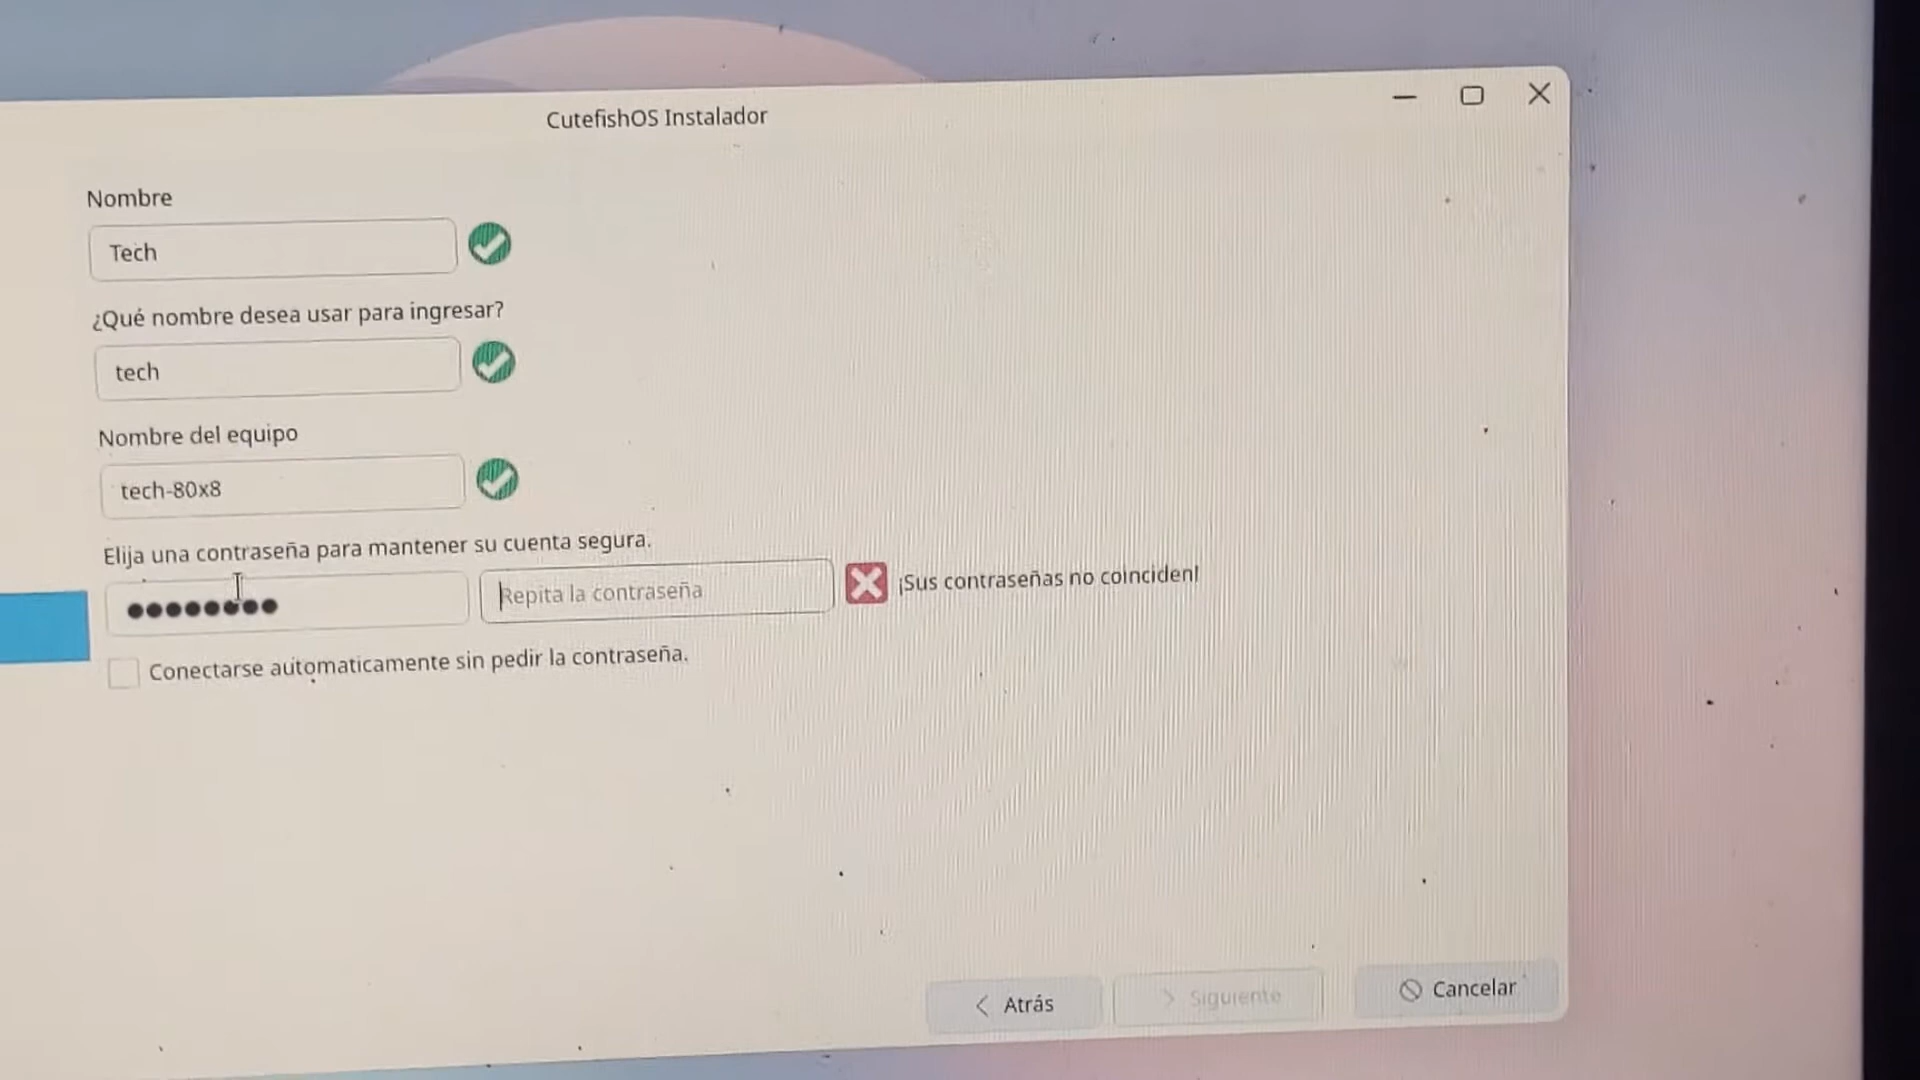 CutefishOS Instalador
Nombre
Tech
¿Qué nombre desea usar para ingresar?
tech
Nombre del equipo
tech-80x8
Elija una contraseña para mantener su cuenta segura.
●●●●●●●● Repita la contraseña ¡Sus contraseñas no coinciden!
Conectarse automaticamente sin pedir la contraseña.
Atrás Siguiente Cancelar